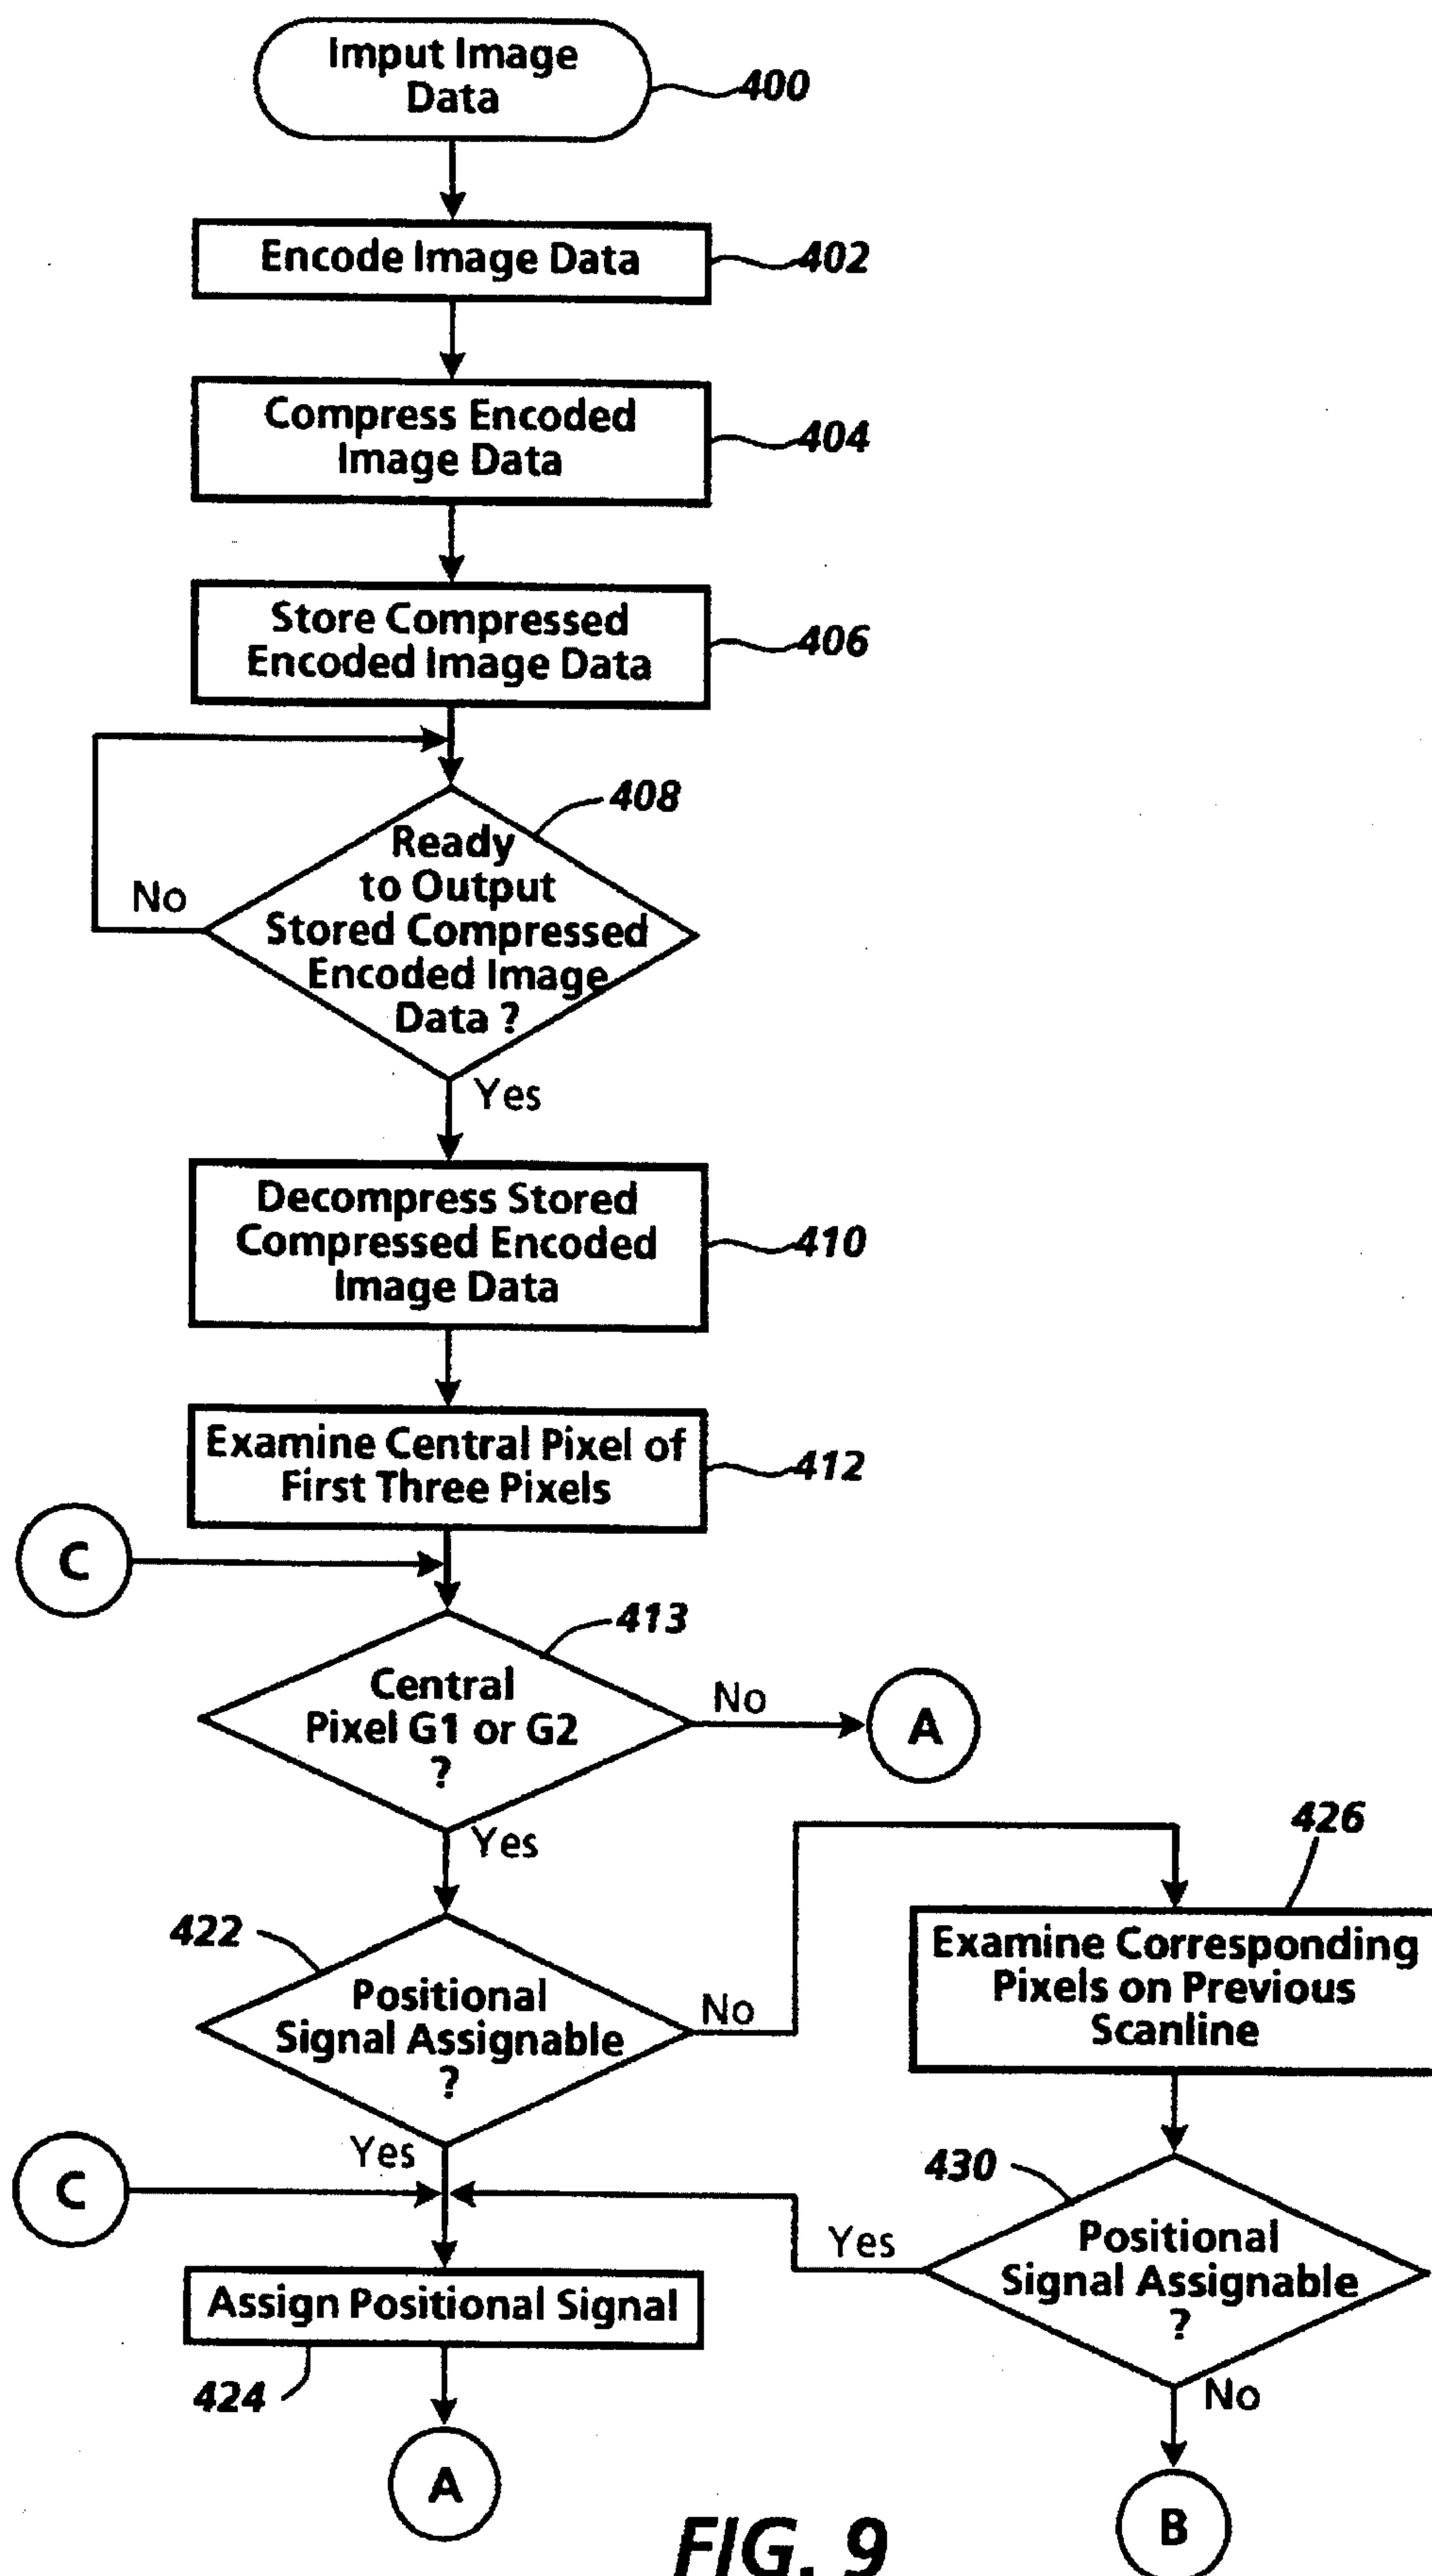 Imput Image
Data
400
Encode Image Data
402
Compress Encoded
Image Data
404
Store Compressed
Encoded Image Data
406
408
Ready
to Output
Stored Compressed
Encoded Image
Data ?
No
Yes
Decompress Stored
Compressed Encoded
Image Data
410
Examine Central Pixel of
First Three Pixels
412
C
413
Central
Pixel G1 or G2
?
No
A
Yes
422
Positional
Signal Assignable
?
No
426
Examine Corresponding
Pixels on Previous
Scanline
Yes
C
430
Positional
Signal Assignable
?
Yes
Assign Positional Signal
424
A
No
B
FIG. 9